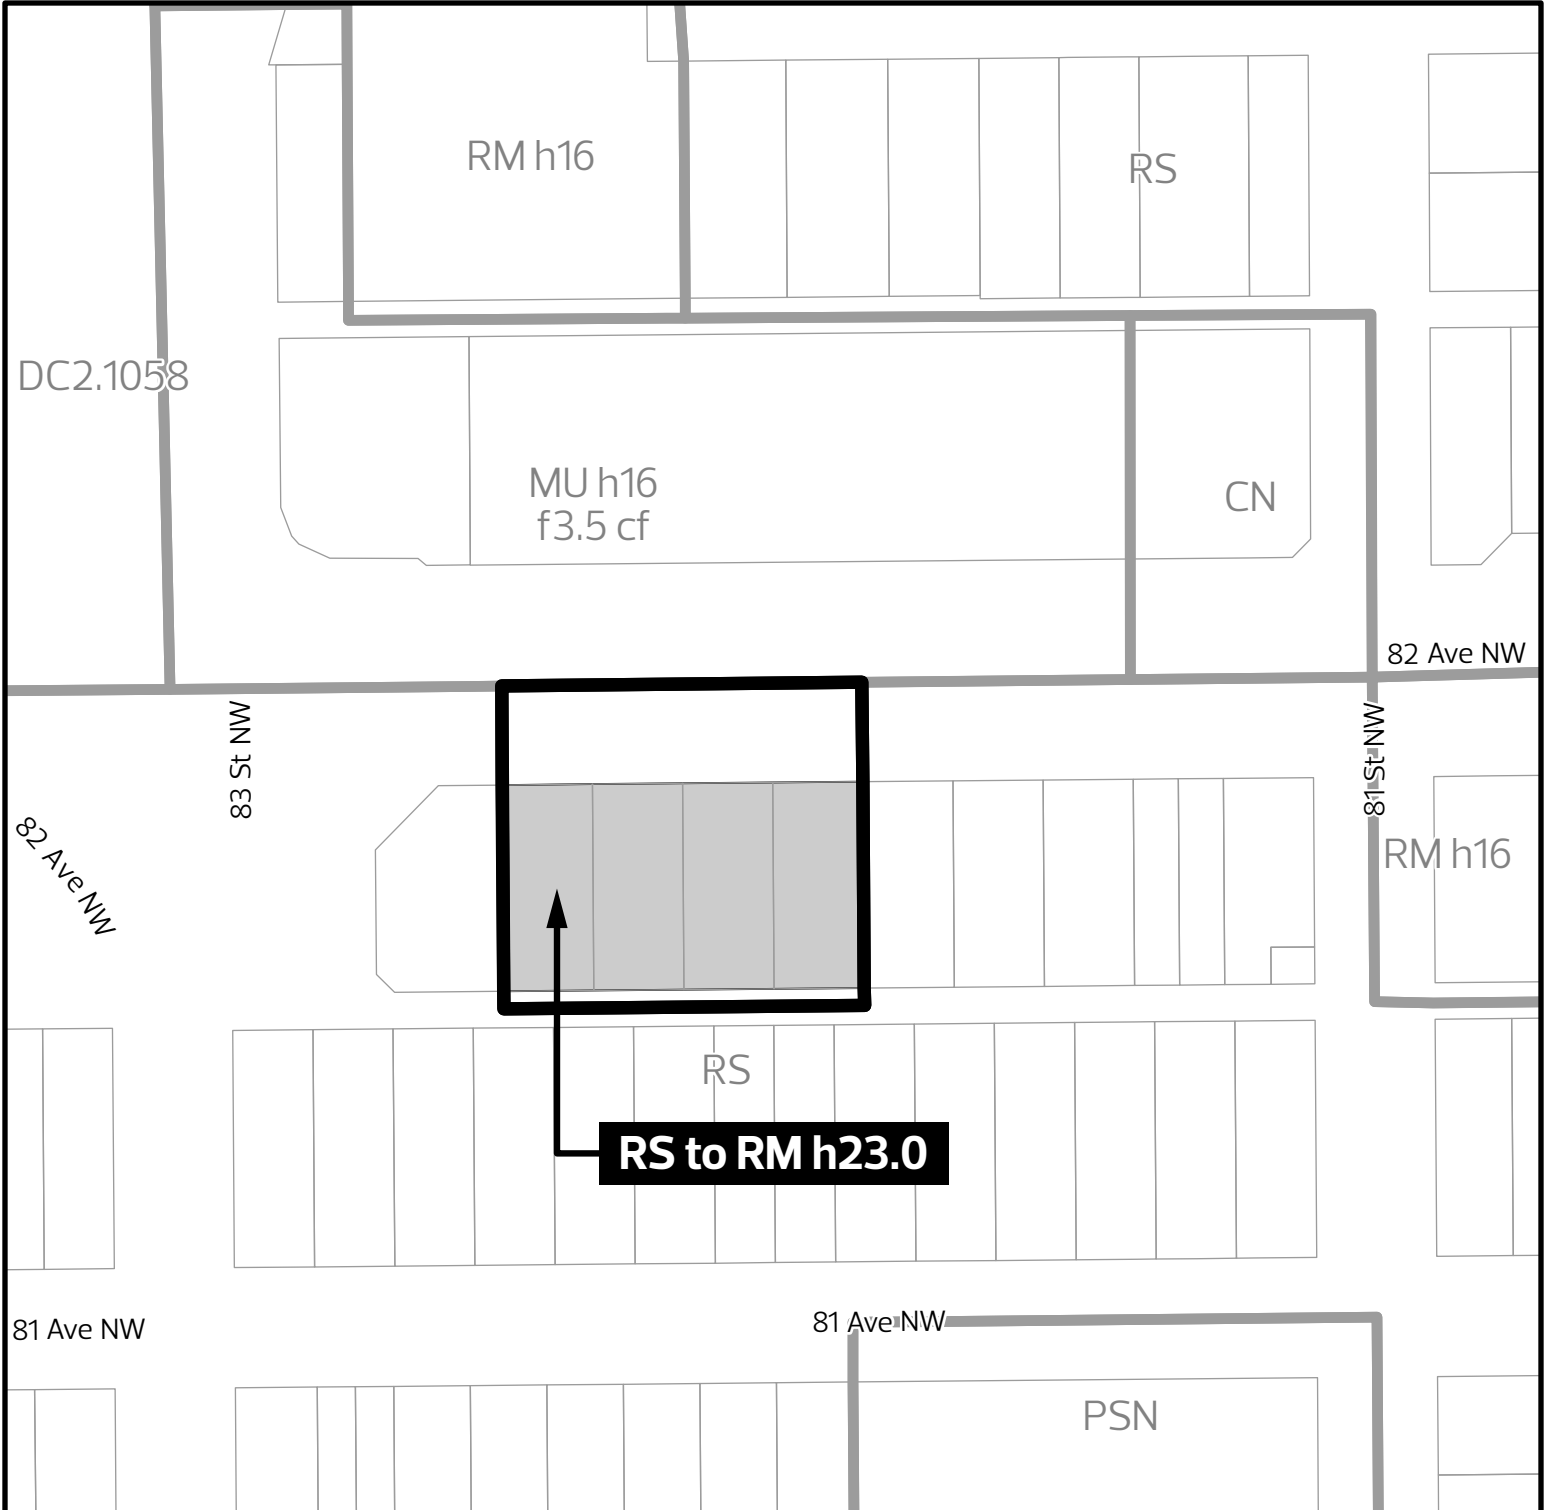 RM h16
RS
DC2.1058
MU h16
f3.5 cf
CN
82 Ave NW
83 St NW
81 St NW
82 Ave NW
RM h16
RS
RS to RM h23.0
81 Ave NW
81 Ave NW
PSN